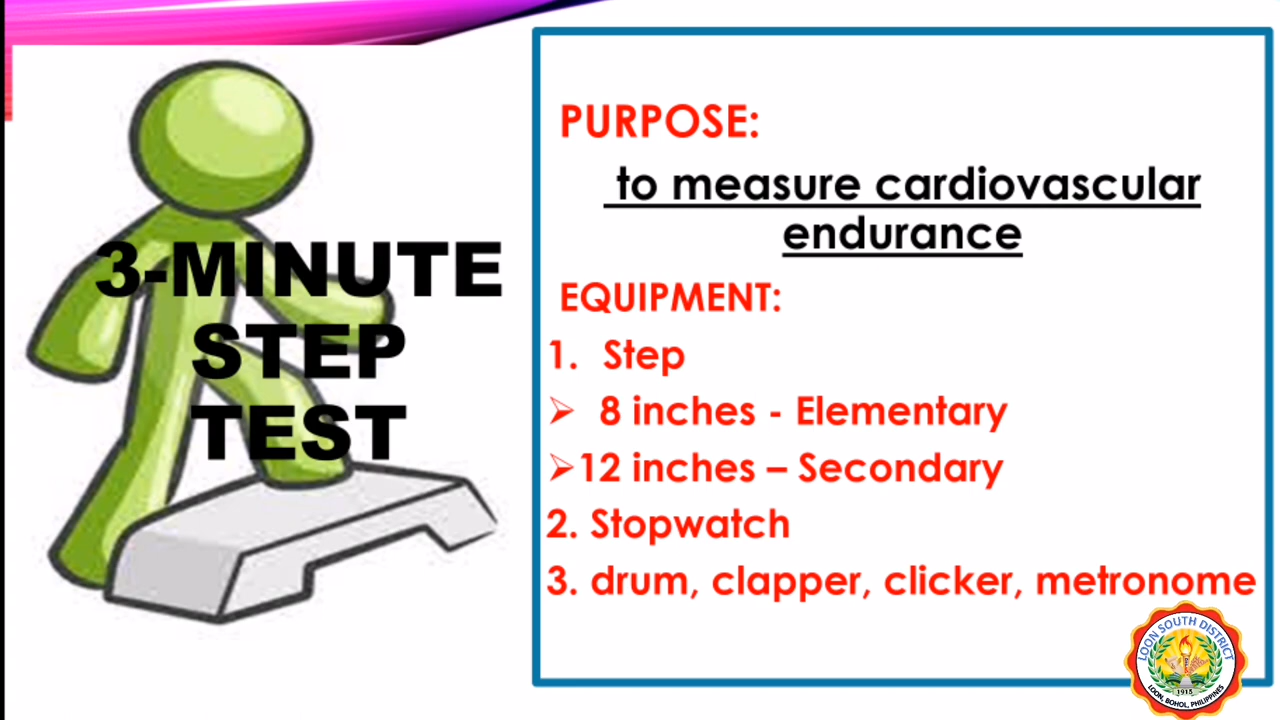 3-MINUTE
STEP
TEST
PURPOSE:
to measure cardiovascular
endurance
EQUIPMENT:
1. Step
➢ 8 inches - Elementary
➢12 inches – Secondary
2. Stopwatch
3. drum, clapper, clicker, metronome
LOON SOUTH DISTRICT
1915
LOON, BOHOL, PHILIPPINES